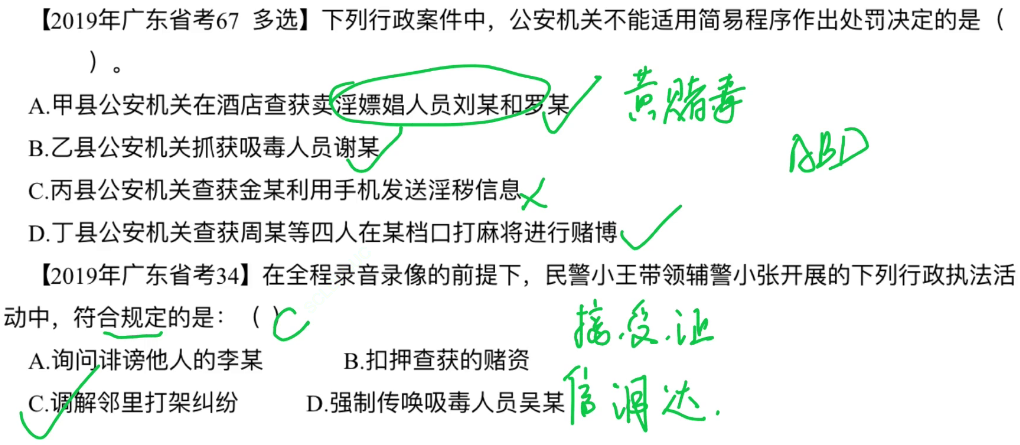 【2019年广东省考67 多选】下列行政案件中，公安机关不能适用简易程序作出处罚决定的是（
）。
A.甲县公安机关在酒店查获卖淫嫖娼人员刘某和罗某
黄赌毒
B.乙县公安机关抓获吸毒人员谢某
ABD
C.丙县公安机关查获金某利用手机发送淫秽信息
D.丁县公安机关查获周某等四人在某档口打麻将进行赌博
【2019年广东省考34】在全程录音录像的前提下，民警小王带领辅警小张开展的下列行政执法活
动中，符合规定的是：（ ）C
接.受.证
A.询问诽谤他人的李某 B.扣押查获的赌资
C.调解邻里打架纠纷 D.强制传唤吸毒人员吴某
信 调 达.